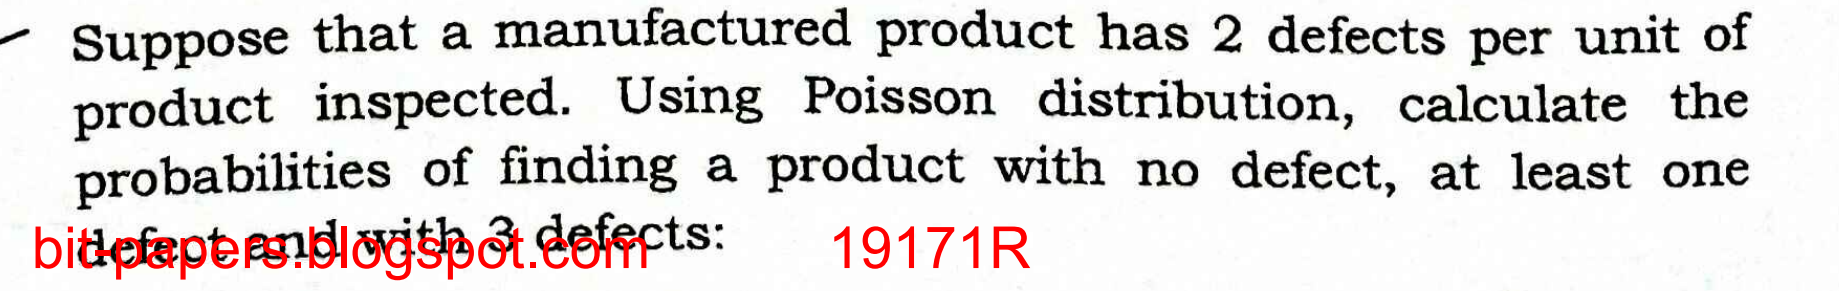 Suppose that a manufactured product has 2 defects per unit of
product inspected. Using Poisson distribution, calculate the
probabilities of finding a product with no defect, at least one
defect and with 3 defects:
bit-papers.blogspot.com 19171R